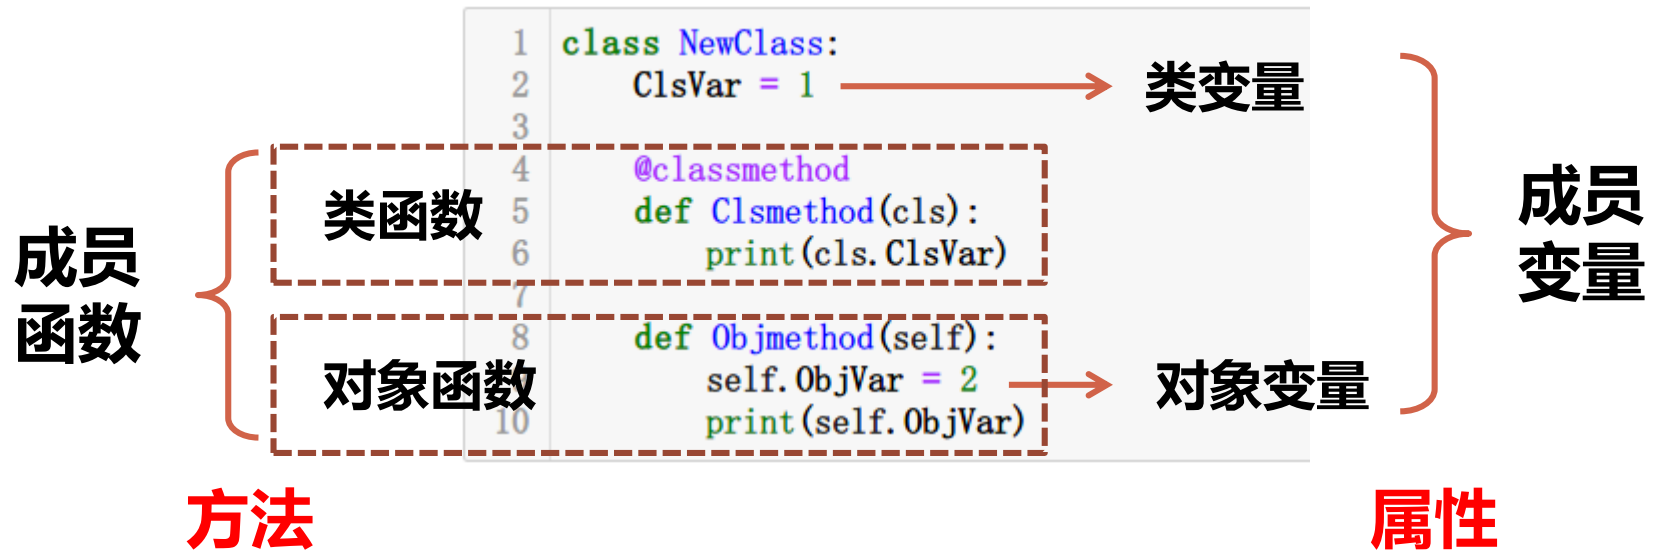 1 class NewClass:
2 ClsVar = 1
类变量
3
4 @classmethod
类函数
5 def Clsmethod(cls):
6 print(cls.ClsVar)
7
8 def Objmethod(self):
对象函数
self.ObjVar = 2
对象变量
10 print(self.ObjVar)
成员
函数
成员
变量
方法
属性